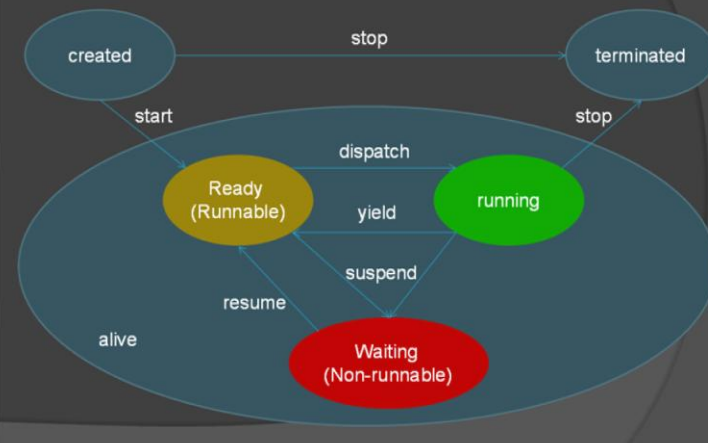 stop
created
terminated
start
stop
dispatch
Ready
(Runnable)
running
yield
suspend
resume
alive
Waiting
(Non-runnable)